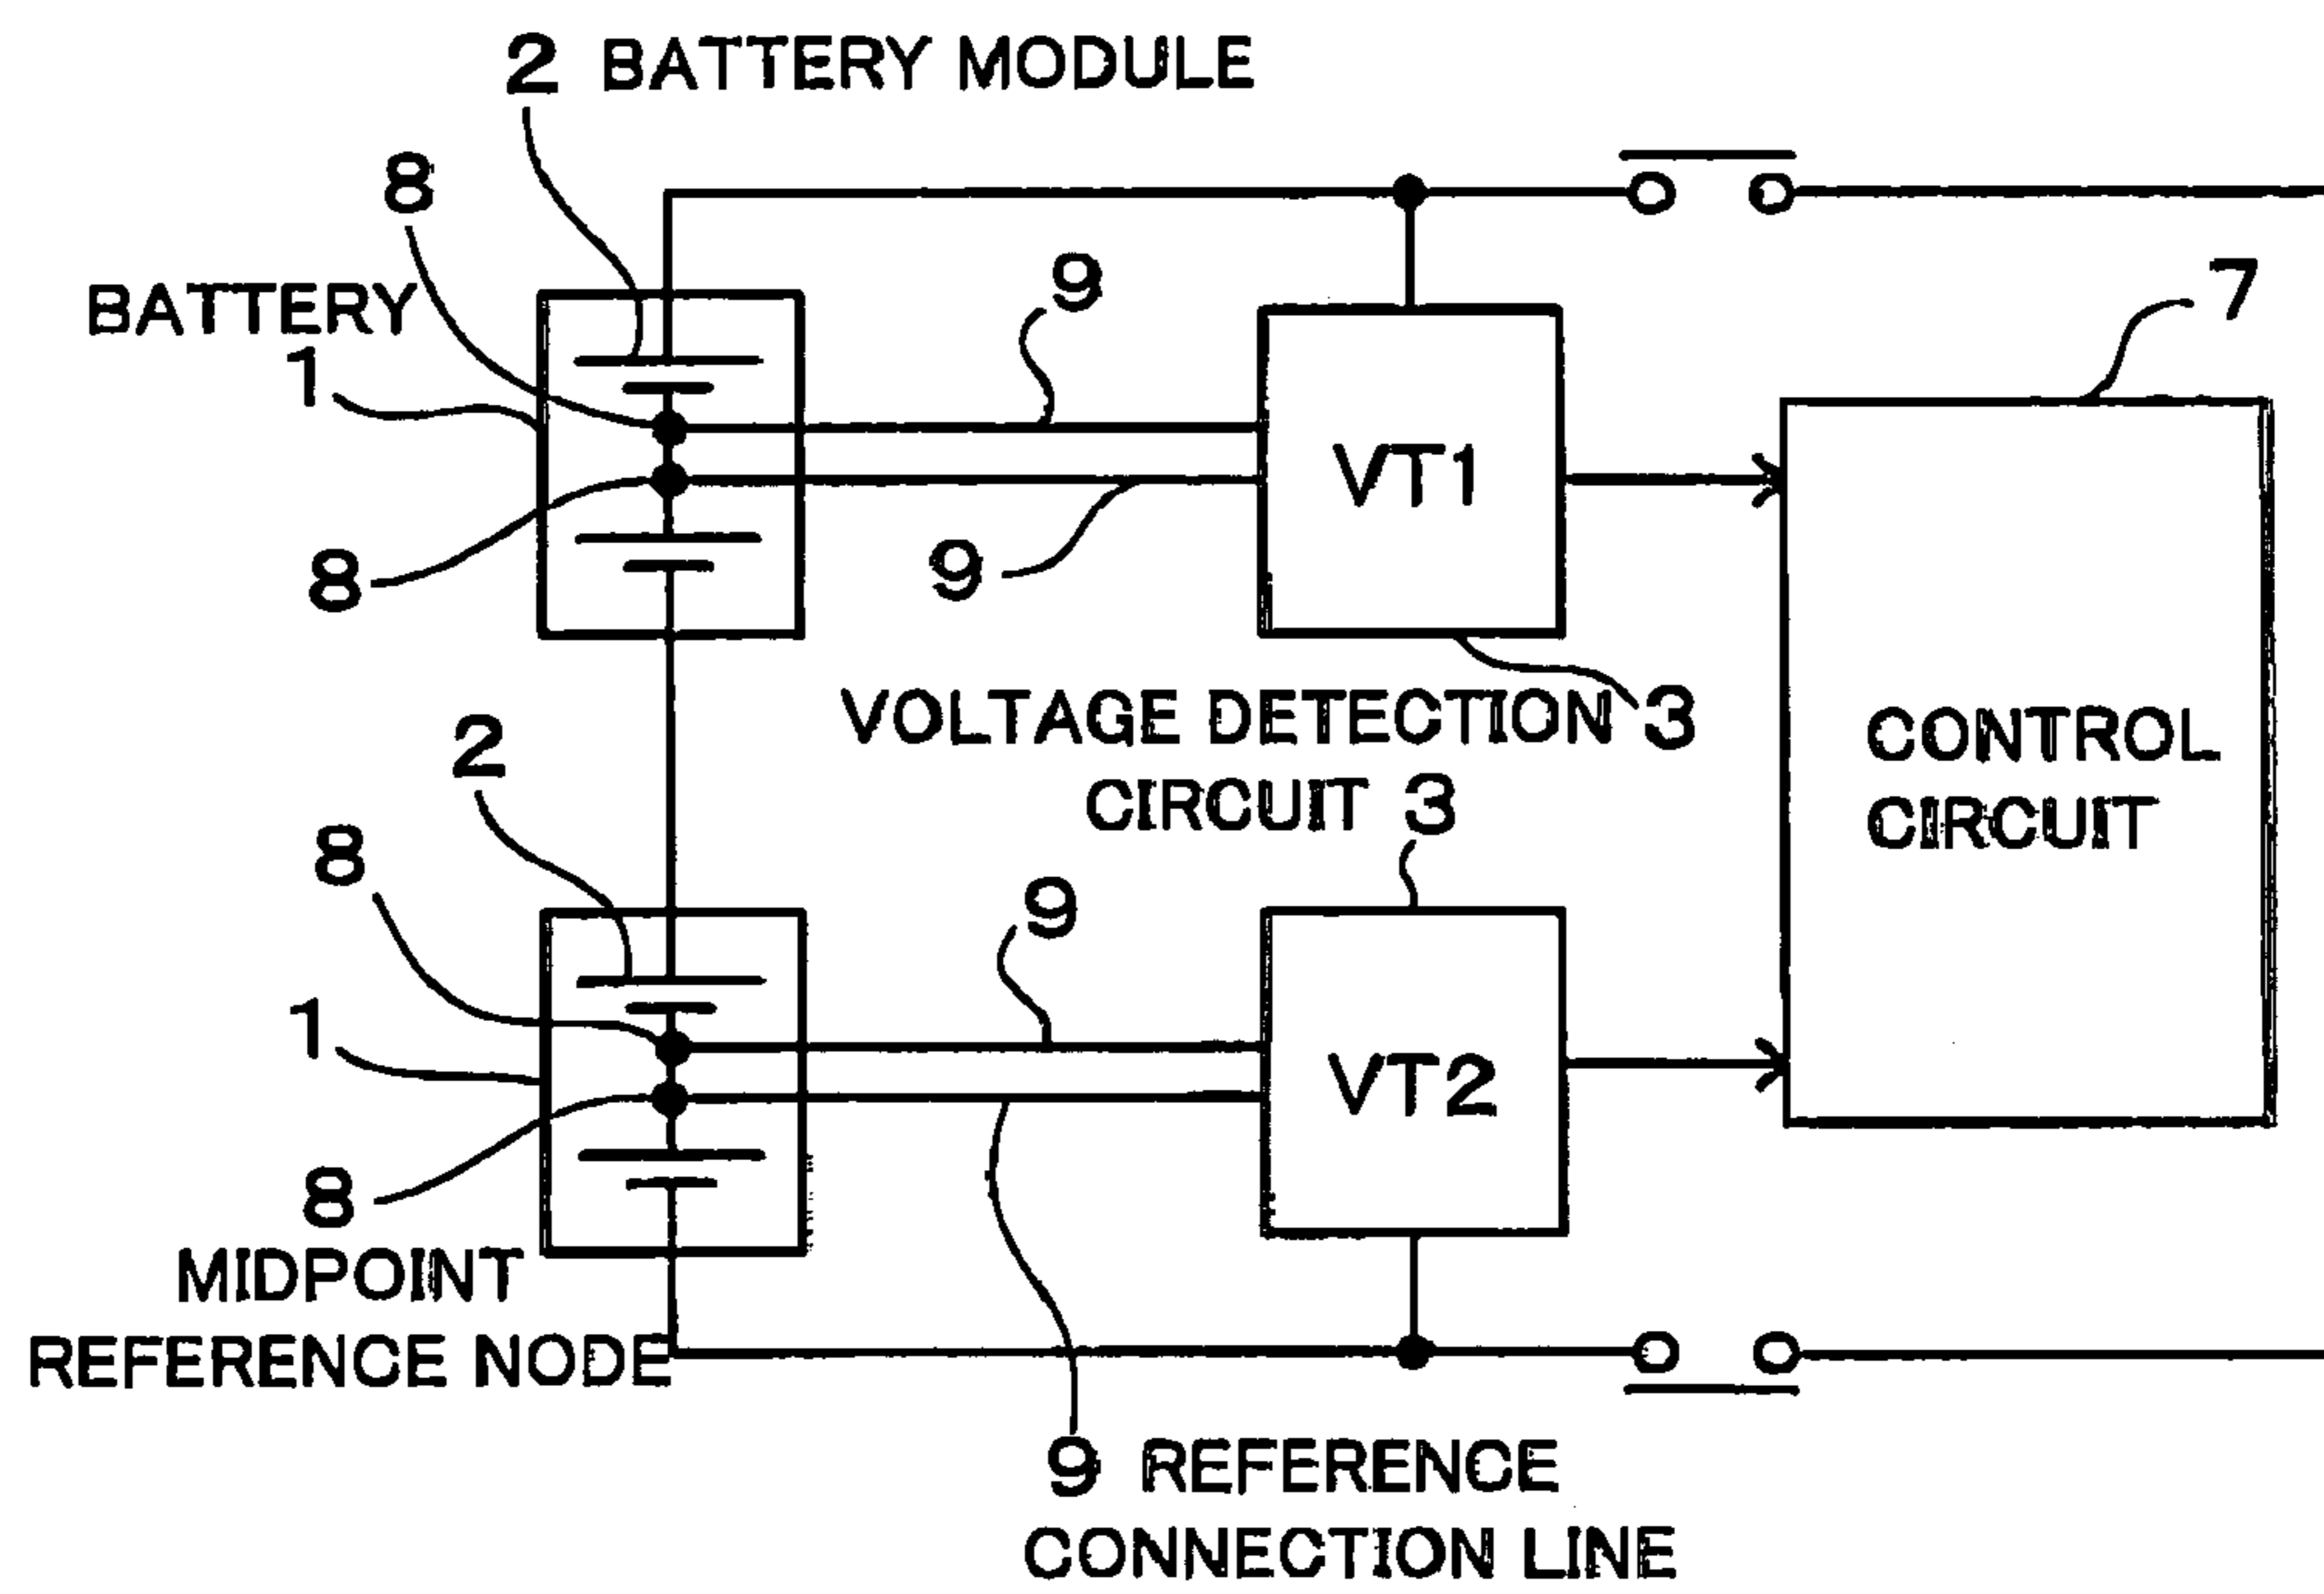 2 BATTERY MODULE
8
BATTERY
1
9
7
VT1
8
9
VOLTAGE DETECTION 3
CIRCUIT 3
CONTROL
CIRCUIT
2
8
9
1
VT2
8
MIDPOINT
REFERENCE NODE
9 REFERENCE
CONNECTION LINE